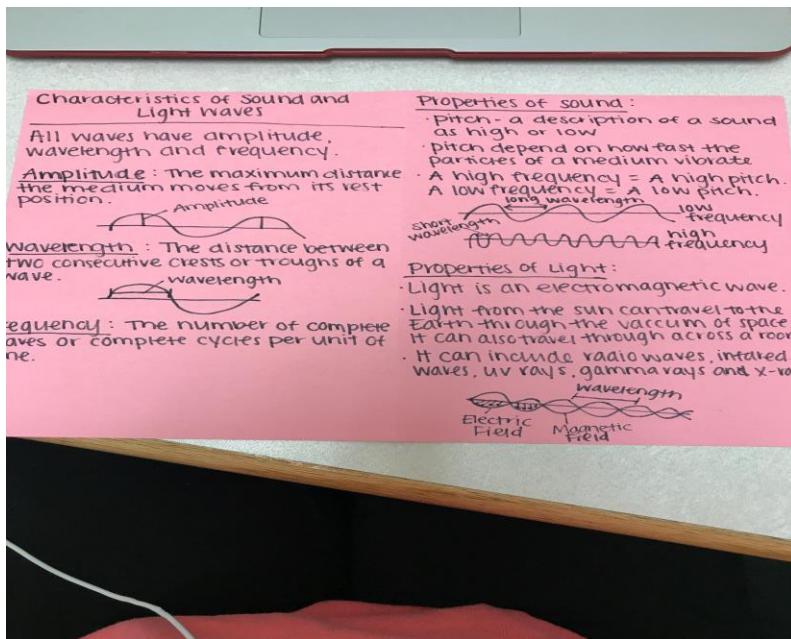 Characteristics of Sound and
Light Waves
All waves have amplitude,
wavelength and frequency.
Amplitude: The maximum distance
the medium moves from its rest
position.
Amplitude
wavelength: The distance between
two consecutive crests or troughs of a
wave.
wavelength
equency: The number of complete
aves or complete cycles per unit of
me.
Properties of sound:
· pitch - a description of a sound
as high or low
· pitch depend on how fast the
particles of a medium vibrate
· A high frequency = A high pitch.
A low frequency = A low pitch.
long wavelength
low
frequency
short
wavelength
high
frequency
Properties of Light:
· Light is an electromagnetic wave.
· Light from the sun can travel to the
Earth through the vaccum of space
It can also travel through across a roo
· It can include radio waves, infared
waves, uv rays, gamma rays and x-ra
wavelength
Electric
Field
Magnetic
Field